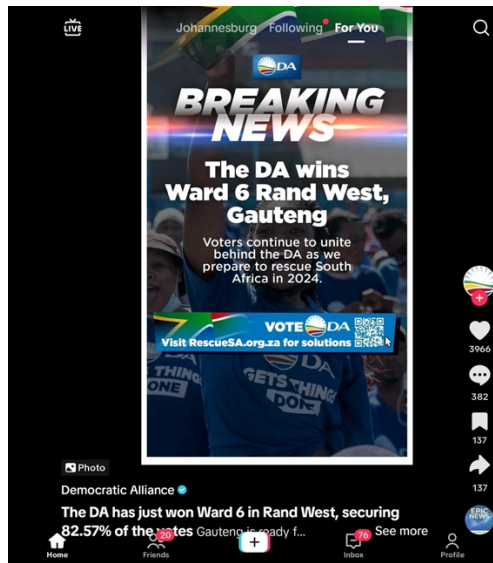 LIVE
Johannesburg Following For You
DA
BREAKING
NEWS
The DA wins
Ward 6 Rand West,
Gauteng
Voters continue to unite
behind the DA as we
prepare to rescue South
Africa in 2024.
VOTE DA
Visit RescueSA.org.za for solutions
DA
THING
ONE
GETS THINGS
DONE
3966
382
137
137
Photo
Democratic Alliance
The DA has just won Ward 6 in Rand West, securing
82.57% of the votes Gauteng is ready f... See more
EPIC
NEWS
20
76
Home Friends Inbox Profile